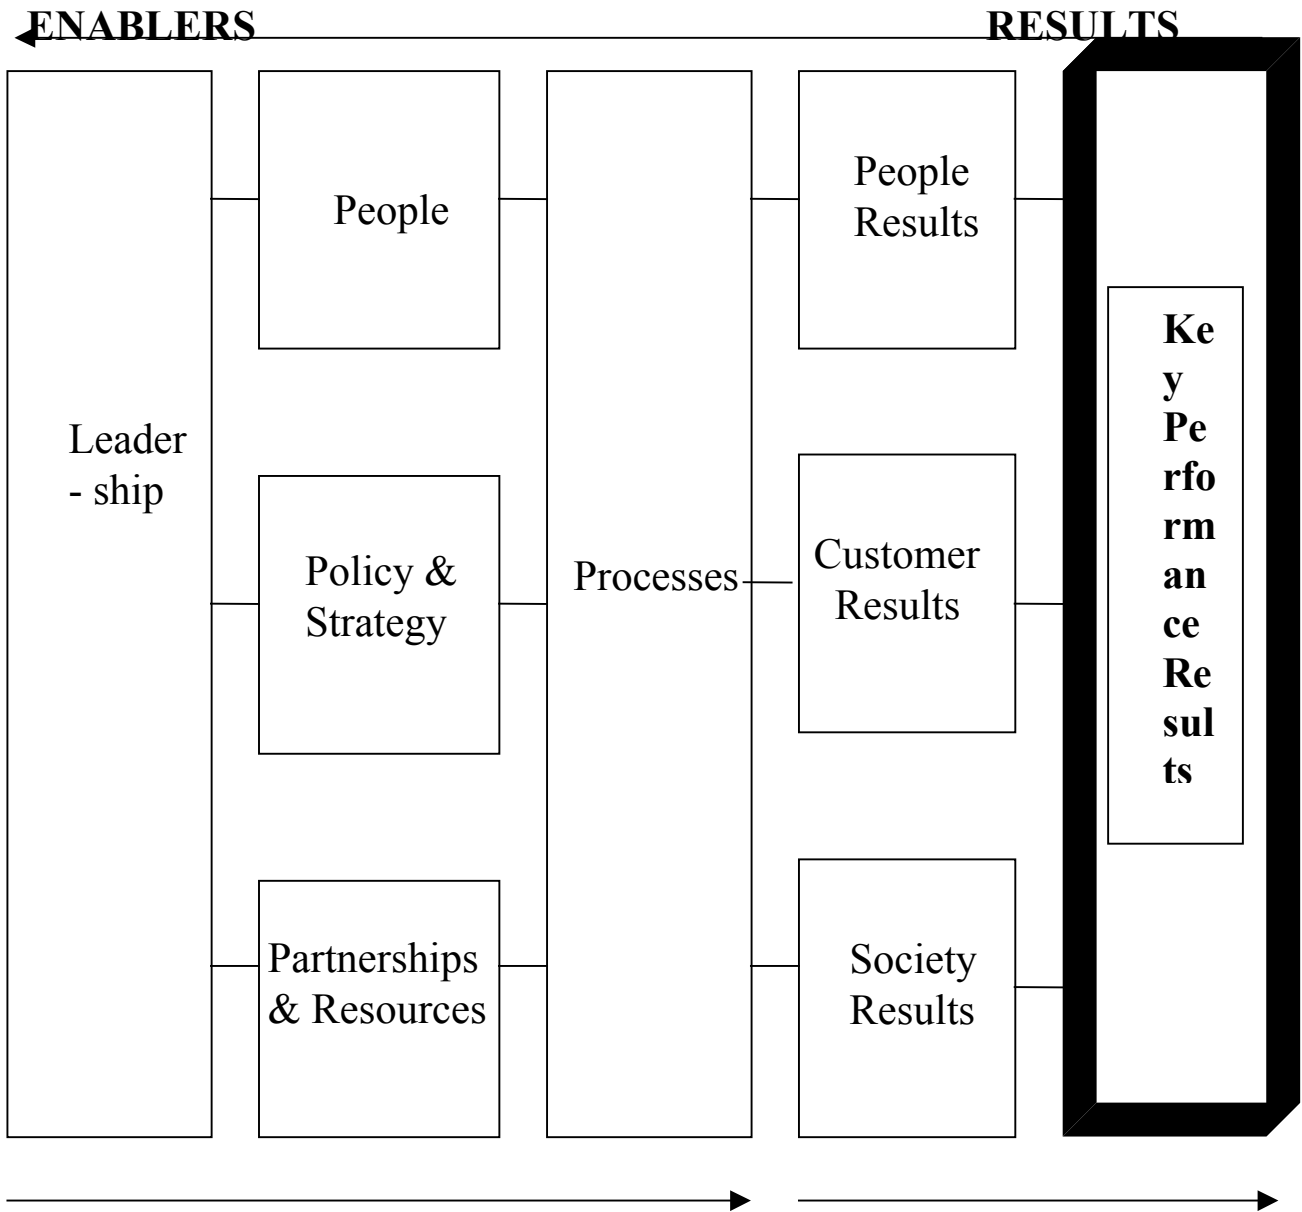 ENABLERS
RESULTS
Leader
- ship
People
Policy &
Strategy
Partnerships
& Resources
Processes
People
Results
Customer
Results
Society
Results
Ke
y
Pe
rfo
rm
an
ce
Re
sul
ts